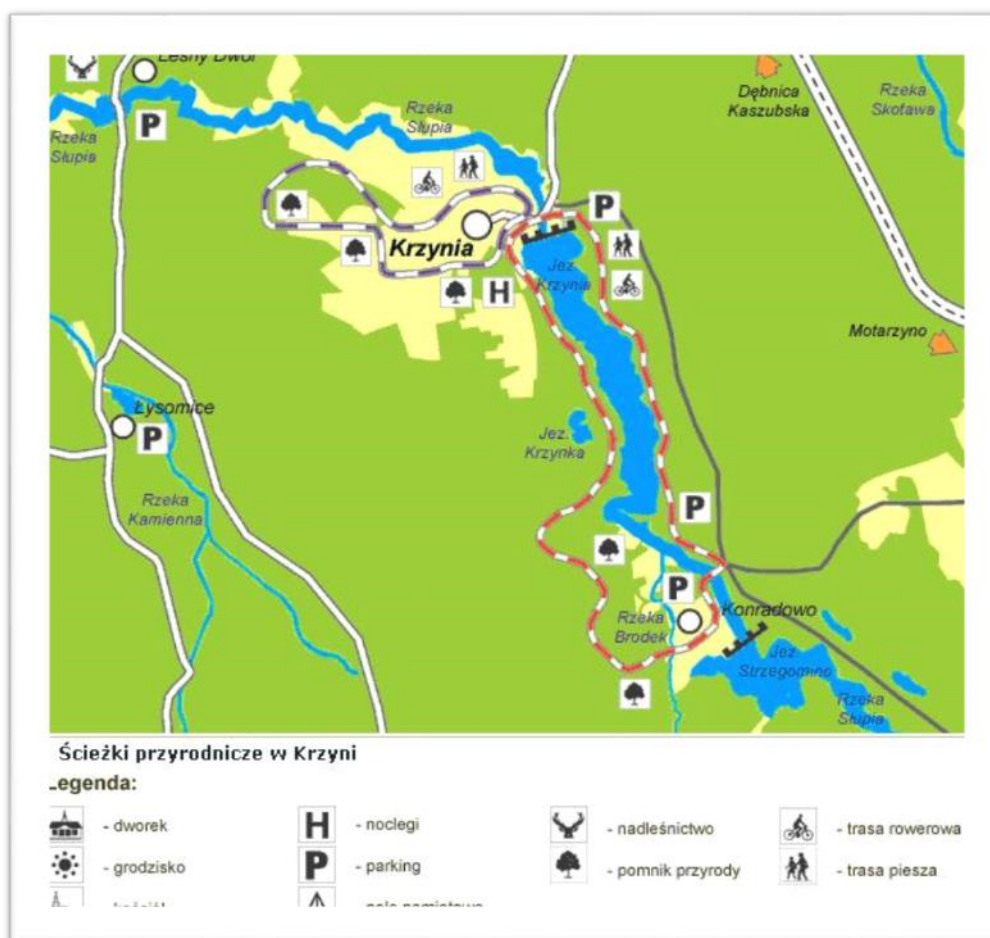 Leśny Dwór
Rzeka
Słupia
P
Rzeka
Słupia
Dębnica
Kaszubska
Rzeka
Skotawa
P
Krzynia
H
Jez.
Krzynia
Motarzyno
Łysomice
P
Jez.
Krzynka
Rzeka
Kamienna
P
P
Rzeka
Brodek
Konradowo
Jez.
Strzegomino
Rzeka
Słupia
Ścieżki przyrodnicze w Krzyni
Legenda:
- dworek
H - noclegi
- nadleśnictwo
- trasa rowerowa
- grodzisko
P - parking
- pomnik przyrody
- trasa piesza